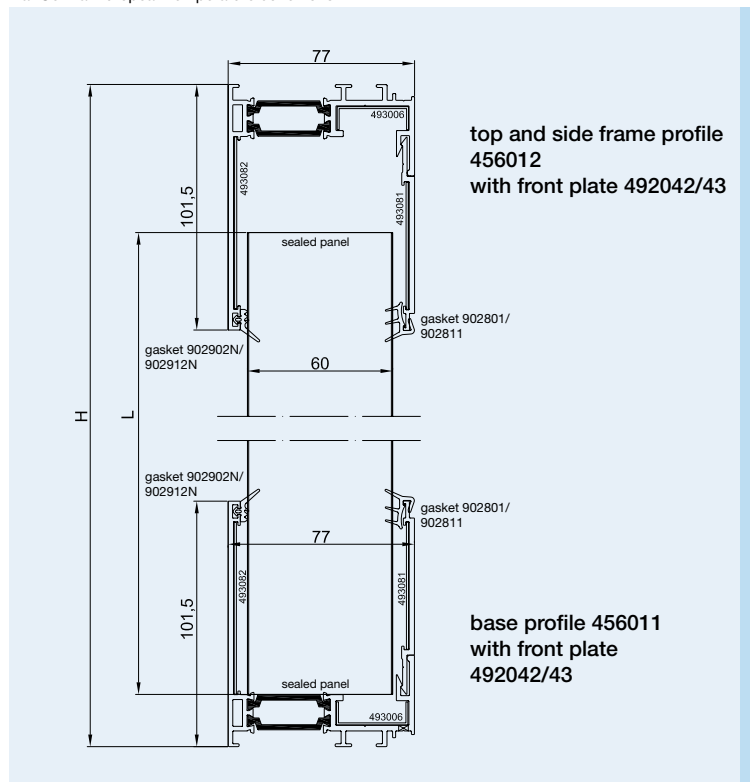 77
493006
top and side frame profile
456012
with front plate 492042/43
493082
493081
101,5
sealed panel
gasket 902801/
902811
gasket 902902N/
902912N
60
H
L
gasket 902902N/
902912N
gasket 902801/
902811
77
493082
493081
101,5
base profile 456011
with front plate
492042/43
sealed panel
493006